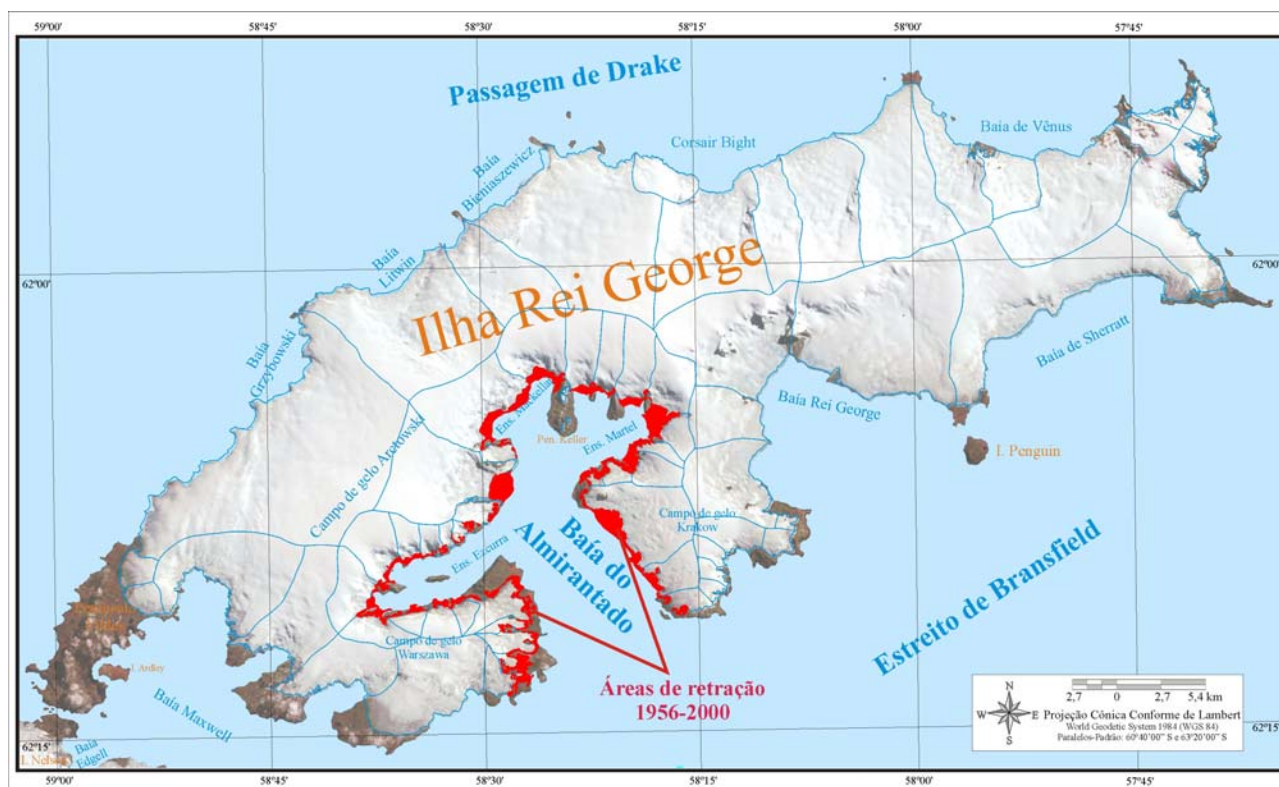 59°00'
58°45'
58°30'
58°15'
58°00'
57°45'
Passagem de Drake
Corsair Bight
Baía de Vênus
Baía
Bieniaszewicz
Baía
Litwin
62°00'
62°00'
Ilha Rei George
Baía
Grzybowski
Baía de Sherratt
Baía Rei George
Ens. Mackellar
Pen. Keller
Ens. Martel
I. Penguin
Campo de gelo Arctowski
Campo de gelo
Krakow
Baía do
Almirantado
Ens. Ezcurra
Estreito de Bransfield
Campo de gelo
Warszawa
I. Ardley
Áreas de retração
1956-2000
Baía Maxwell
Baía
Edgell
I. Nelson
62°15'
62°15'
N
W
E
S
2,7
0
2,7
5,4 km
Projeção Cônica Conforme de Lambert
World Geodetic System 1984 (WGS 84)
Paralelos-Padrão: 60°40'00" S e 63°20'00" S
59°00'
58°45'
58°30'
58°15'
58°00'
57°45'